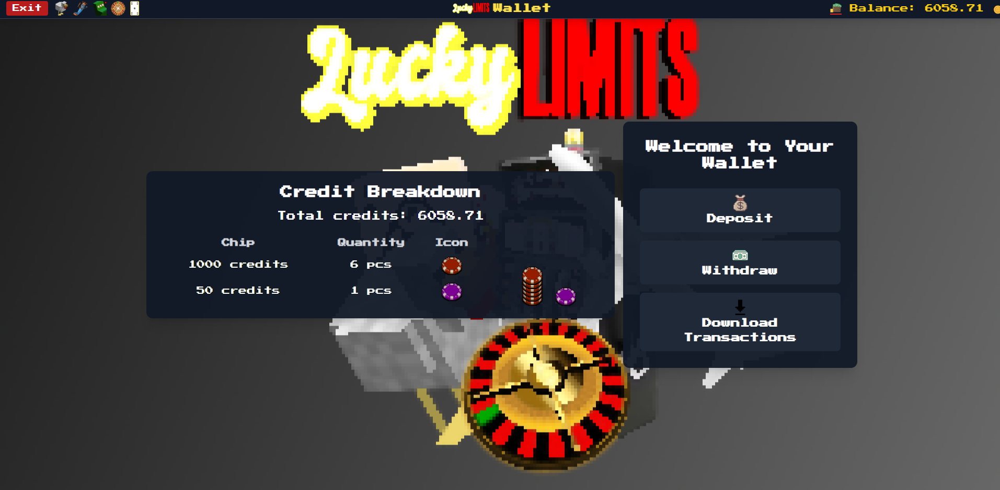 Exit
Lucky LIMITS Wallet
Balance: 6058.71
Lucky LIMITS
Welcome to Your
Wallet
Credit Breakdown
Total credits: 6058.71
Chip Quantity Icon
1000 credits 6 pcs
50 credits 1 pcs
Deposit
Withdraw
Download
Transactions